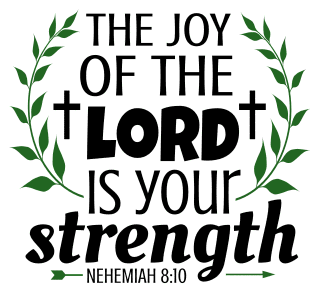 THE JOY
OF THE
LORD
IS your
strength
NEHEMIAH 8:10